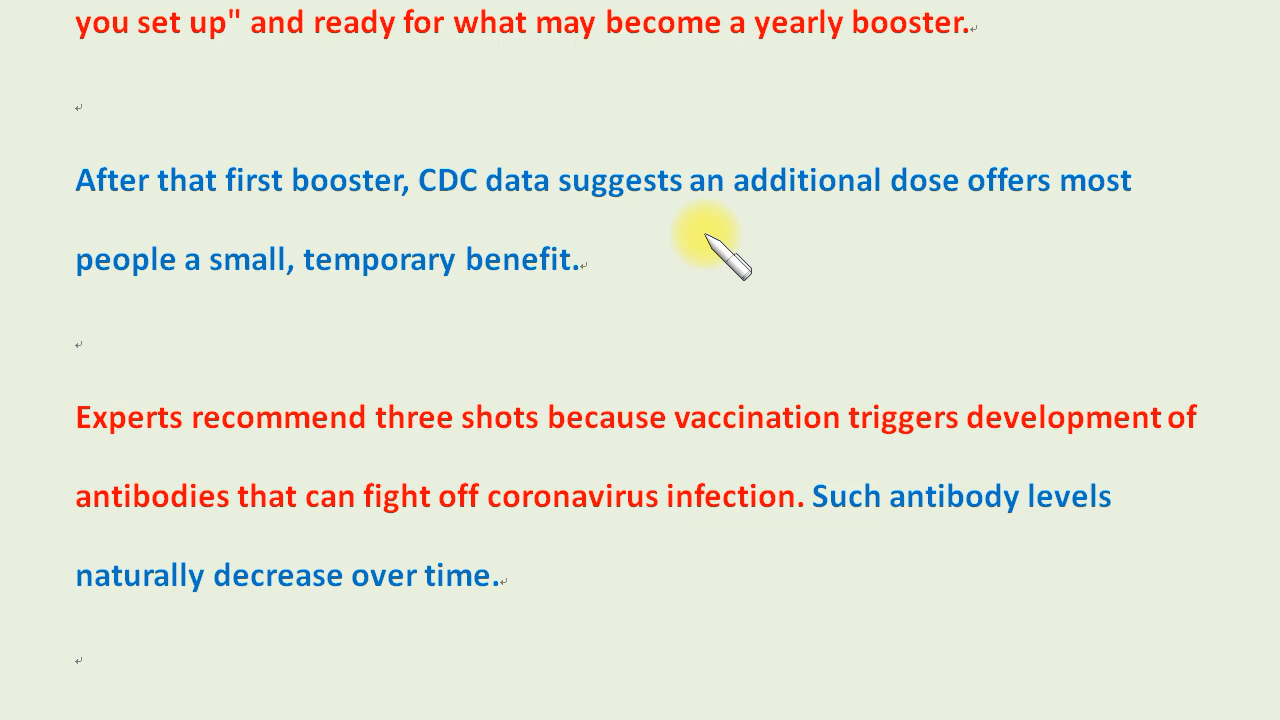 you set up" and ready for what may become a yearly booster.
After that first booster, CDC data suggests an additional dose offers most
people a small, temporary benefit.
Experts recommend three shots because vaccination triggers development of
antibodies that can fight off coronavirus infection. Such antibody levels
naturally decrease over time.